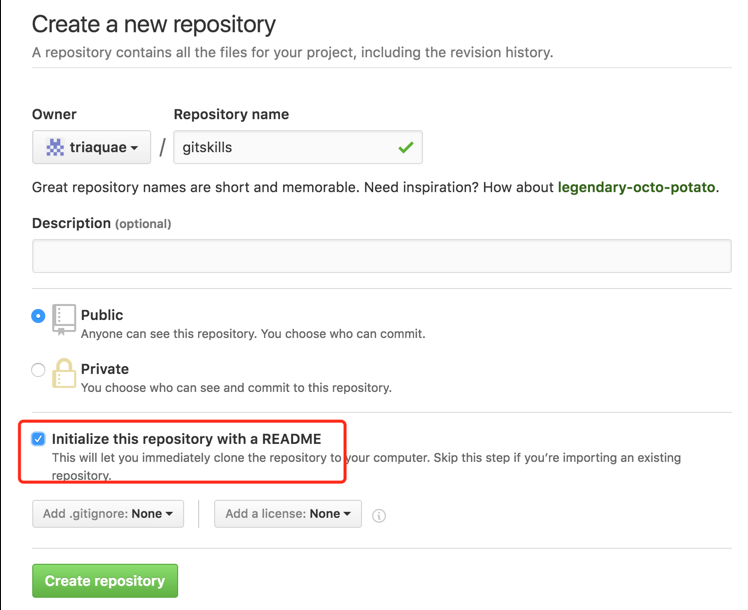 Create a new repository
A repository contains all the files for your project, including the revision history.
Owner Repository name
triaquae / gitskills
Great repository names are short and memorable. Need inspiration? How about legendary-octo-potato.
Description (optional)
Public
Anyone can see this repository. You choose who can commit.
Private
You choose who can see and commit to this repository.
Initialize this repository with a README
This will let you immediately clone the repository to your computer. Skip this step if you're importing an existing
repository.
Add .gitignore: None Add a license: None
Create repository